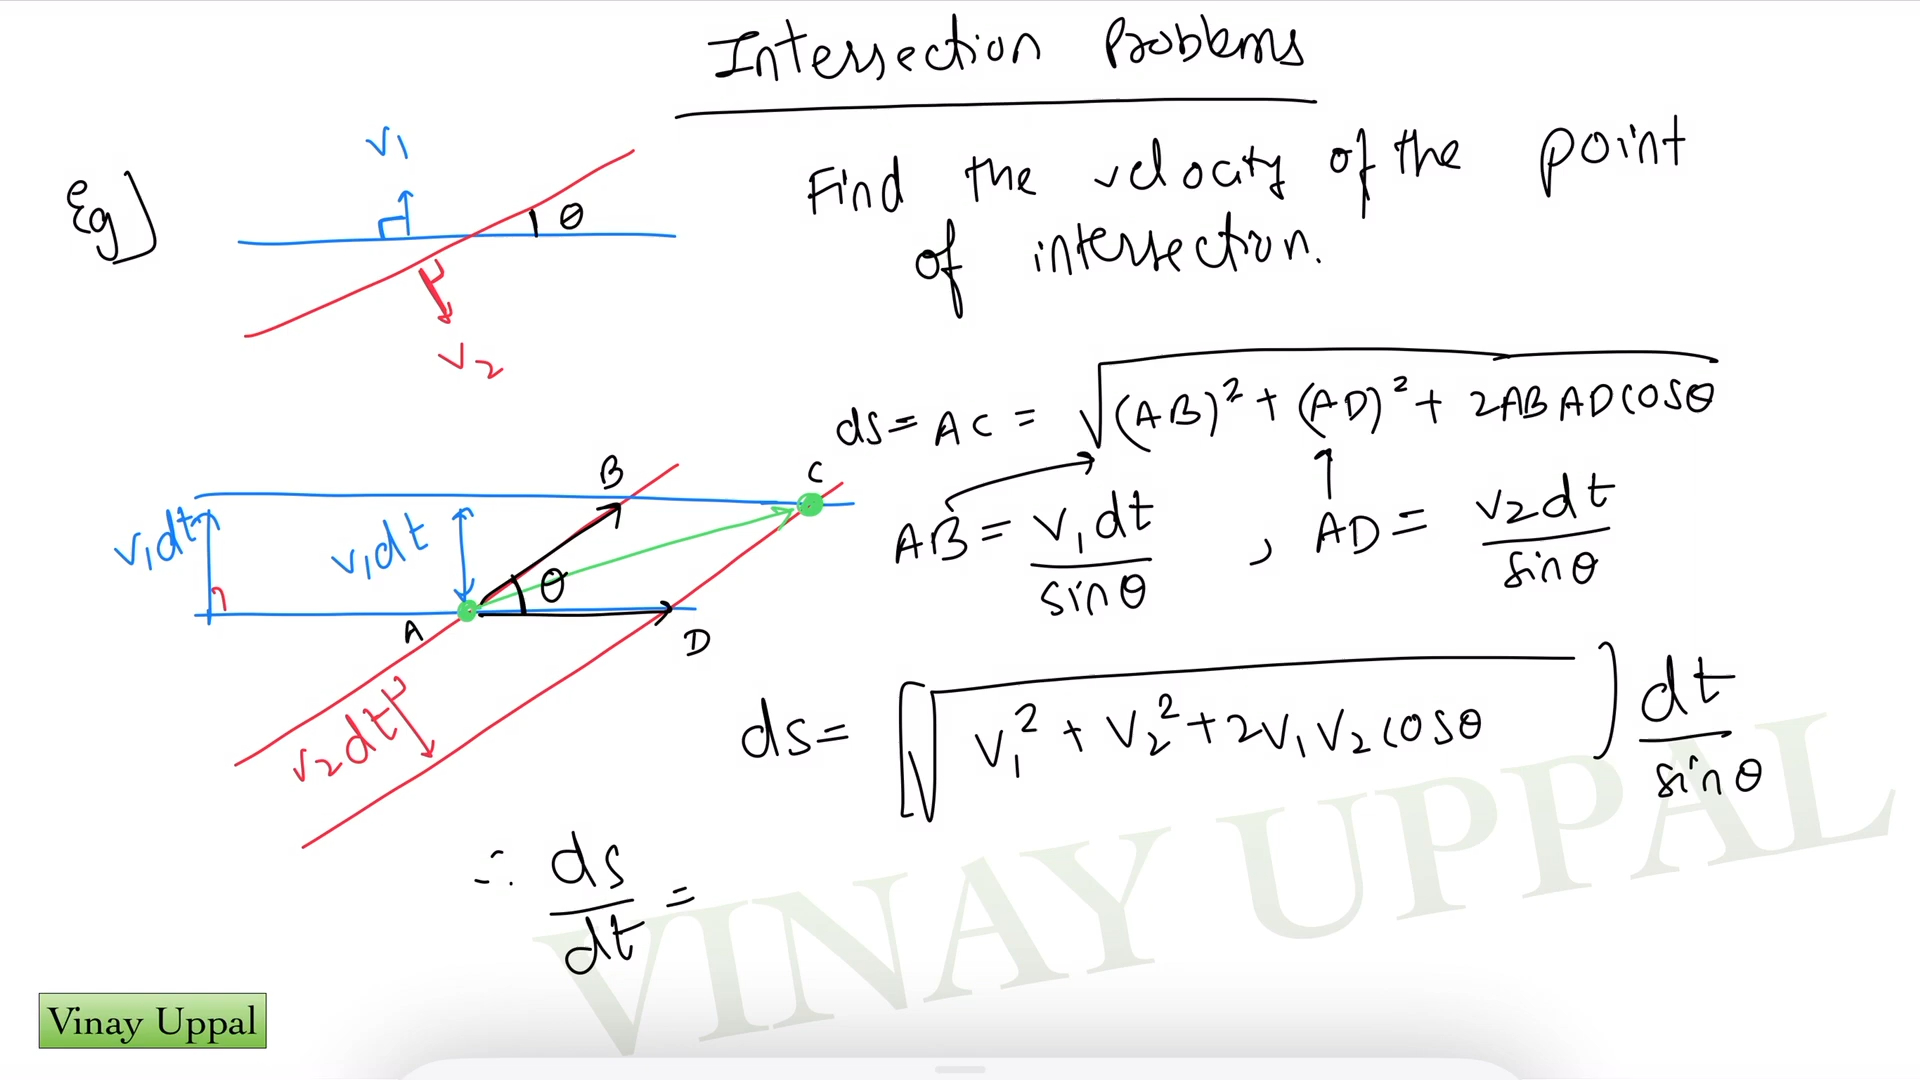 Intersection Problems
Eg)
v1
θ
v2
Find the velocity of the point
of intersection.
ds = AC = √((AB)² + (AD)² + 2AB AD cosθ)
AB = v1dt/sinθ , AD = v2dt/sinθ
v1dt
v1dt
B
C
θ
A
D
v2dt
ds = [√(v1² + v2² + 2v1v2 cosθ)] dt/sinθ
∴ ds/dt =
VINAY UPPAL
Vinay Uppal